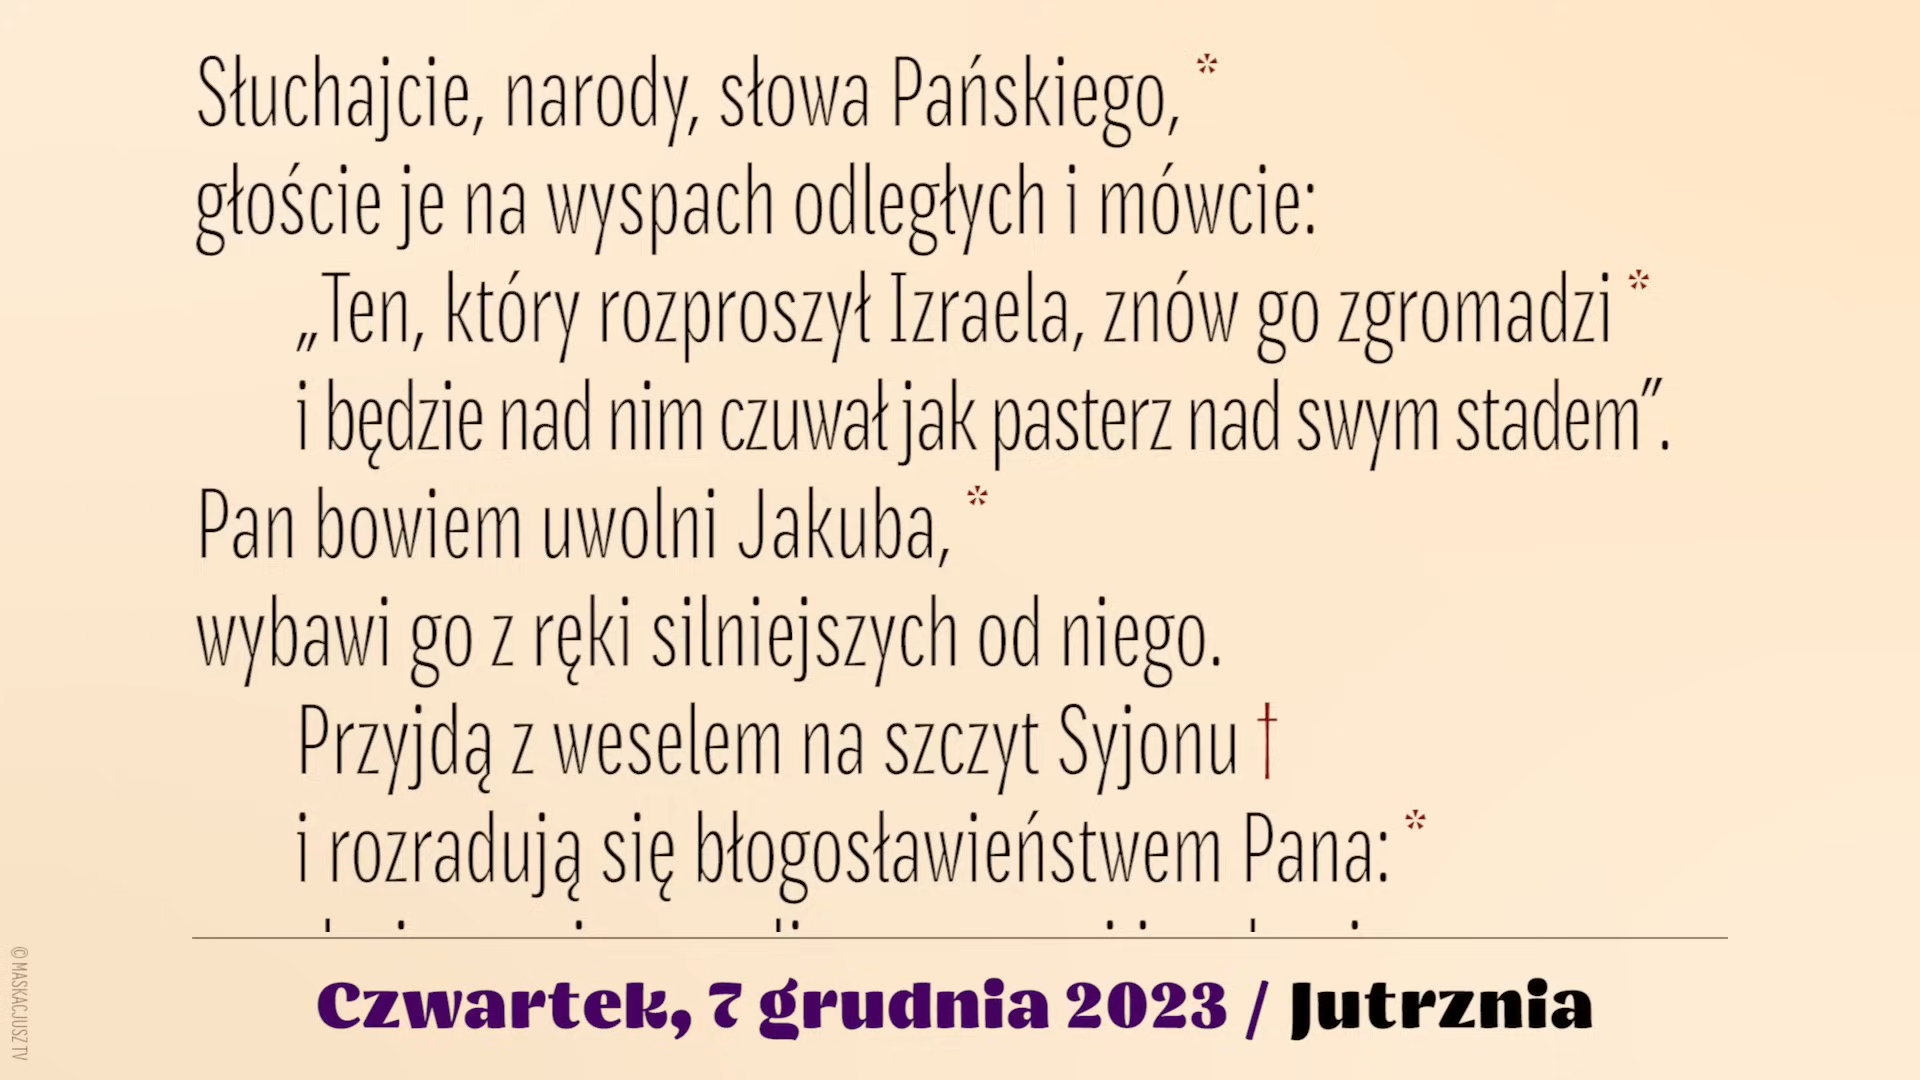 Słuchajcie, narody, słowa Pańskiego, *
głoście je na wyspach odległych i mówcie:
„Ten, który rozproszył Izraela, znów go zgromadzi *
i będzie nad nim czuwał jak pasterz nad swym stadem”.
Pan bowiem uwolni Jakuba, *
wybawi go z ręki silniejszych od niego.
Przyjdą z weselem na szczyt Syjonu †
i rozradują się błogosławieństwem Pana: *
Czwartek, 7 grudnia 2023 / Jutrznia
© MASKACJUSZ TV